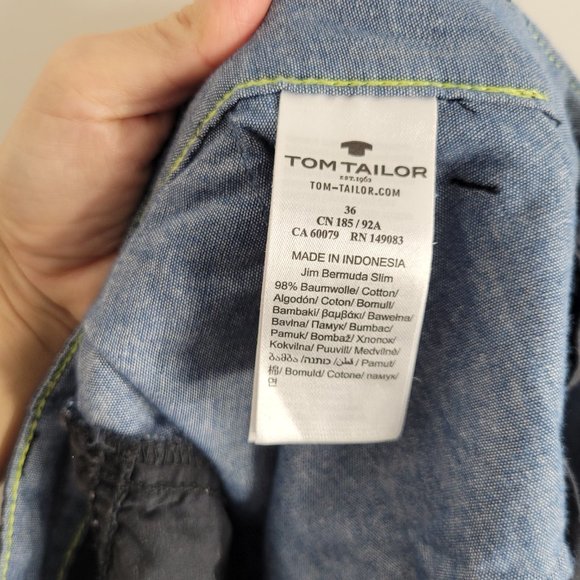 TOM TAILOR
EST. 1962
TOM-TAILOR.COM
36
CN 185 / 92A
CA 60079 RN 149083
MADE IN INDONESIA
Jim Bermuda Slim
98% Baumwolle/ Cotton/
Algodón/ Coton/ Bomull/
Bambaki/ βαμβάκι/ Bawełna/
Bavlna/ Памук/ Bumbac/
Pamuk/ Bombaž/ Хлопок/
Kokvilna/ Puuvill/ Medvilnė/
ბამბა/ כותנה/ قطن/ Pamut/
棉/ Bomuld/ Cotone/ памук/
면